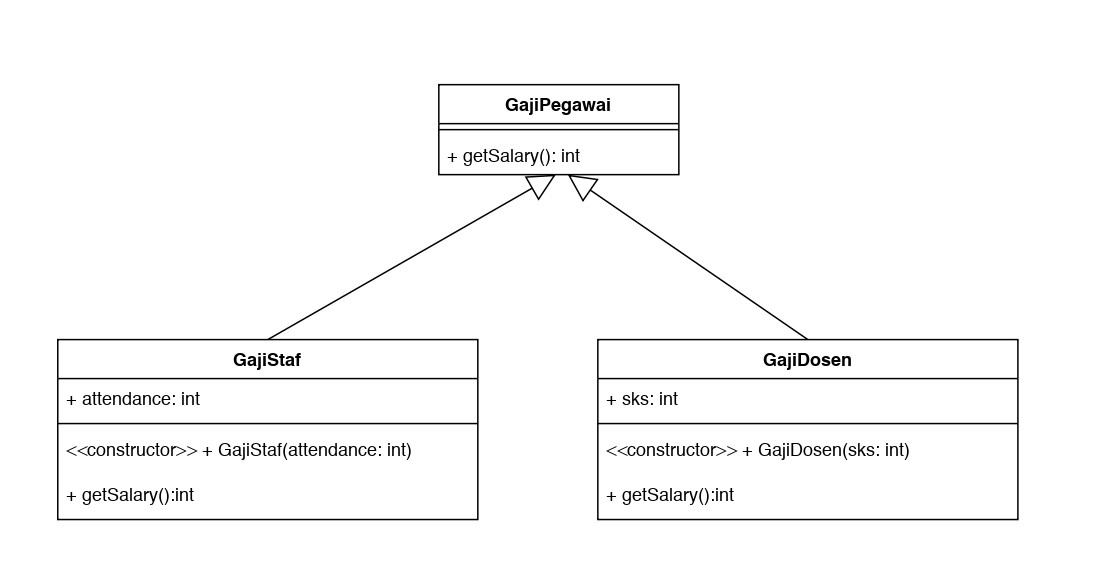 GajiPegawai
+ getSalary(): int
GajiStaf
+ attendance: int
<<constructor>> + GajiStaf(attendance: int)
+ getSalary():int
GajiDosen
+ sks: int
<<constructor>> + GajiDosen(sks: int)
+ getSalary():int